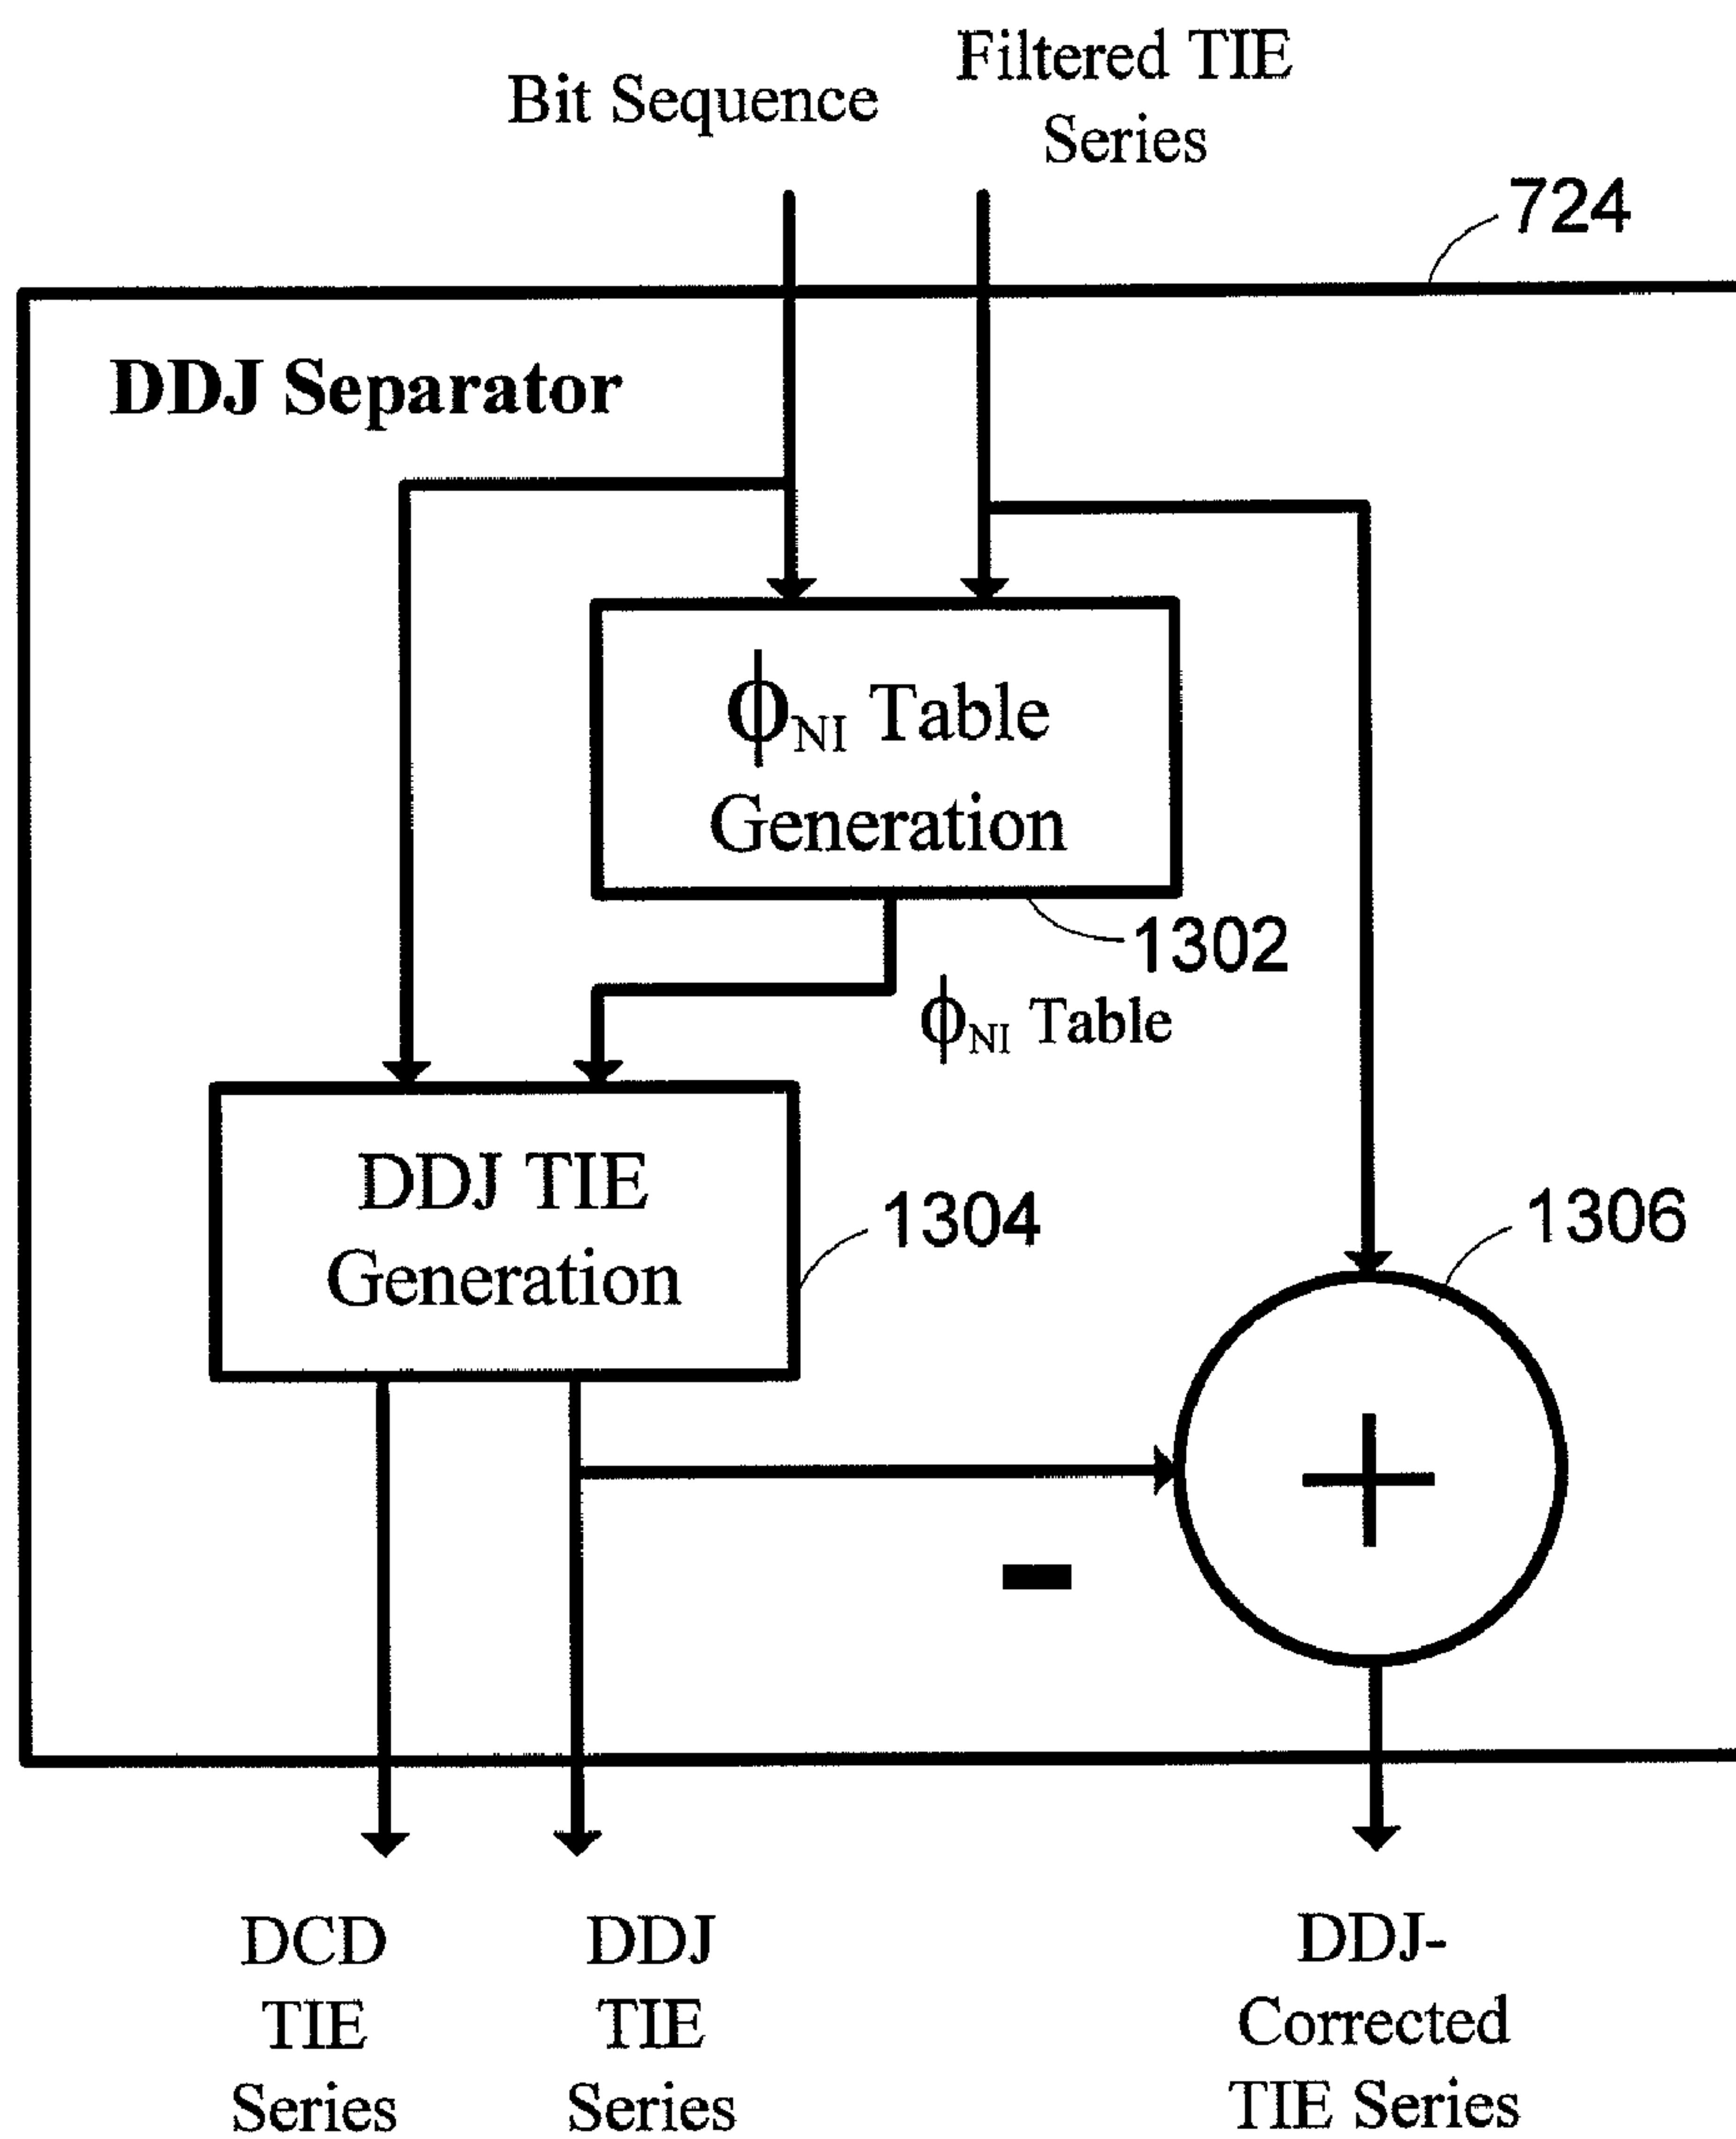 Bit Sequence
Filtered TIE
Series
724
DDJ Separator
ϕNI Table
Generation
1302
ϕNI Table
DDJ TIE
Generation
1304
1306
+
-
DCD
TIE
Series
DDJ
TIE
Series
DDJ-
Corrected
TIE Series